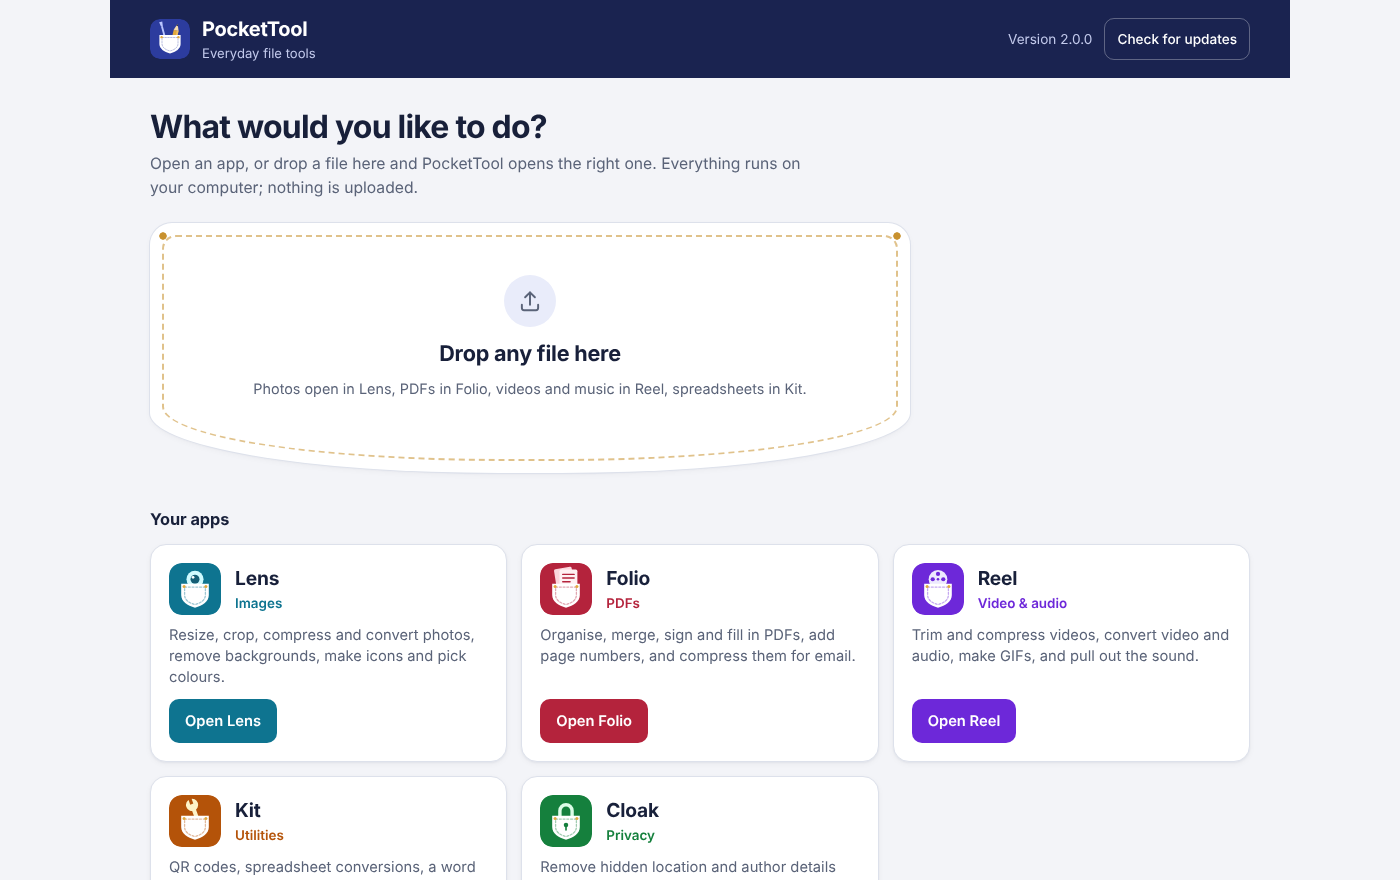 PocketTool
Everyday file tools
Version 2.0.0
Check for updates
What would you like to do?
Open an app, or drop a file here and PocketTool opens the right one. Everything runs on
your computer; nothing is uploaded.
Drop any file here
Photos open in Lens, PDFs in Folio, videos and music in Reel, spreadsheets in Kit.
Your apps
Lens
Images
Resize, crop, compress and convert photos,
remove backgrounds, make icons and pick
colours.
Open Lens
Folio
PDFs
Organise, merge, sign and fill in PDFs, add
page numbers, and compress them for email.
Open Folio
Reel
Video & audio
Trim and compress videos, convert video and
audio, make GIFs, and pull out the sound.
Open Reel
Kit
Utilities
QR codes, spreadsheet conversions, a word
Cloak
Privacy
Remove hidden location and author details